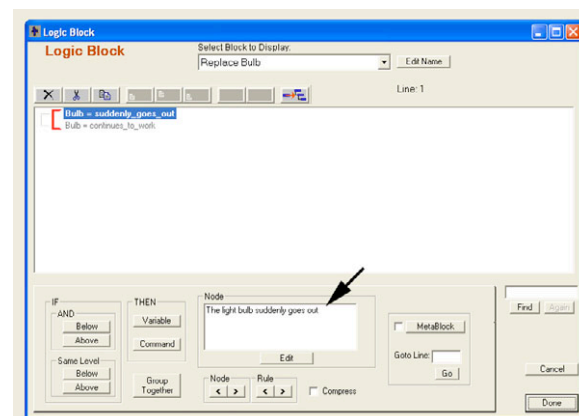 Logic Block
Logic Block
Select Block to Display:
Replace Bulb
Edit Name
Line: 1
Bulb = suddenly_goes_out
Bulb = continues_to_work
IF
AND
Below
Above
Same Level
Below
Above
THEN
Variable
Command
Group
Together
Node
The light bulb suddenly goes out
Edit
Node
< >
Rule
< >
Compress
MetaBlock
Goto Line:
Go
Find
Again
Cancel
Done